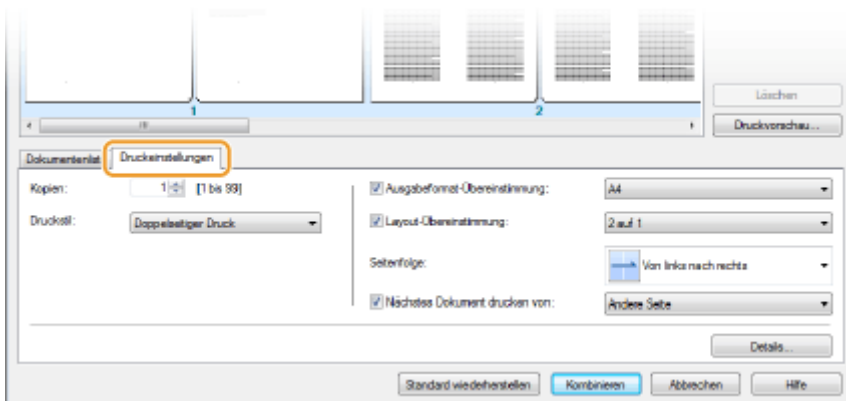 Löschen
1
2
Druckvorschau...
Dokumentenlist
Druckeinstellungen
Kopien:
1
[1 bis 99]
Ausgabeformat-Übereinstimmung:
A4
Druckstil:
Doppelseitiger Druck
Layout-Übereinstimmung:
2 auf 1
Seitenfolge:
Von links nach rechts
Nächstes Dokument drucken von:
Andere Seite
Details...
Standard wiederherstellen
Kombinieren
Abbrechen
Hilfe